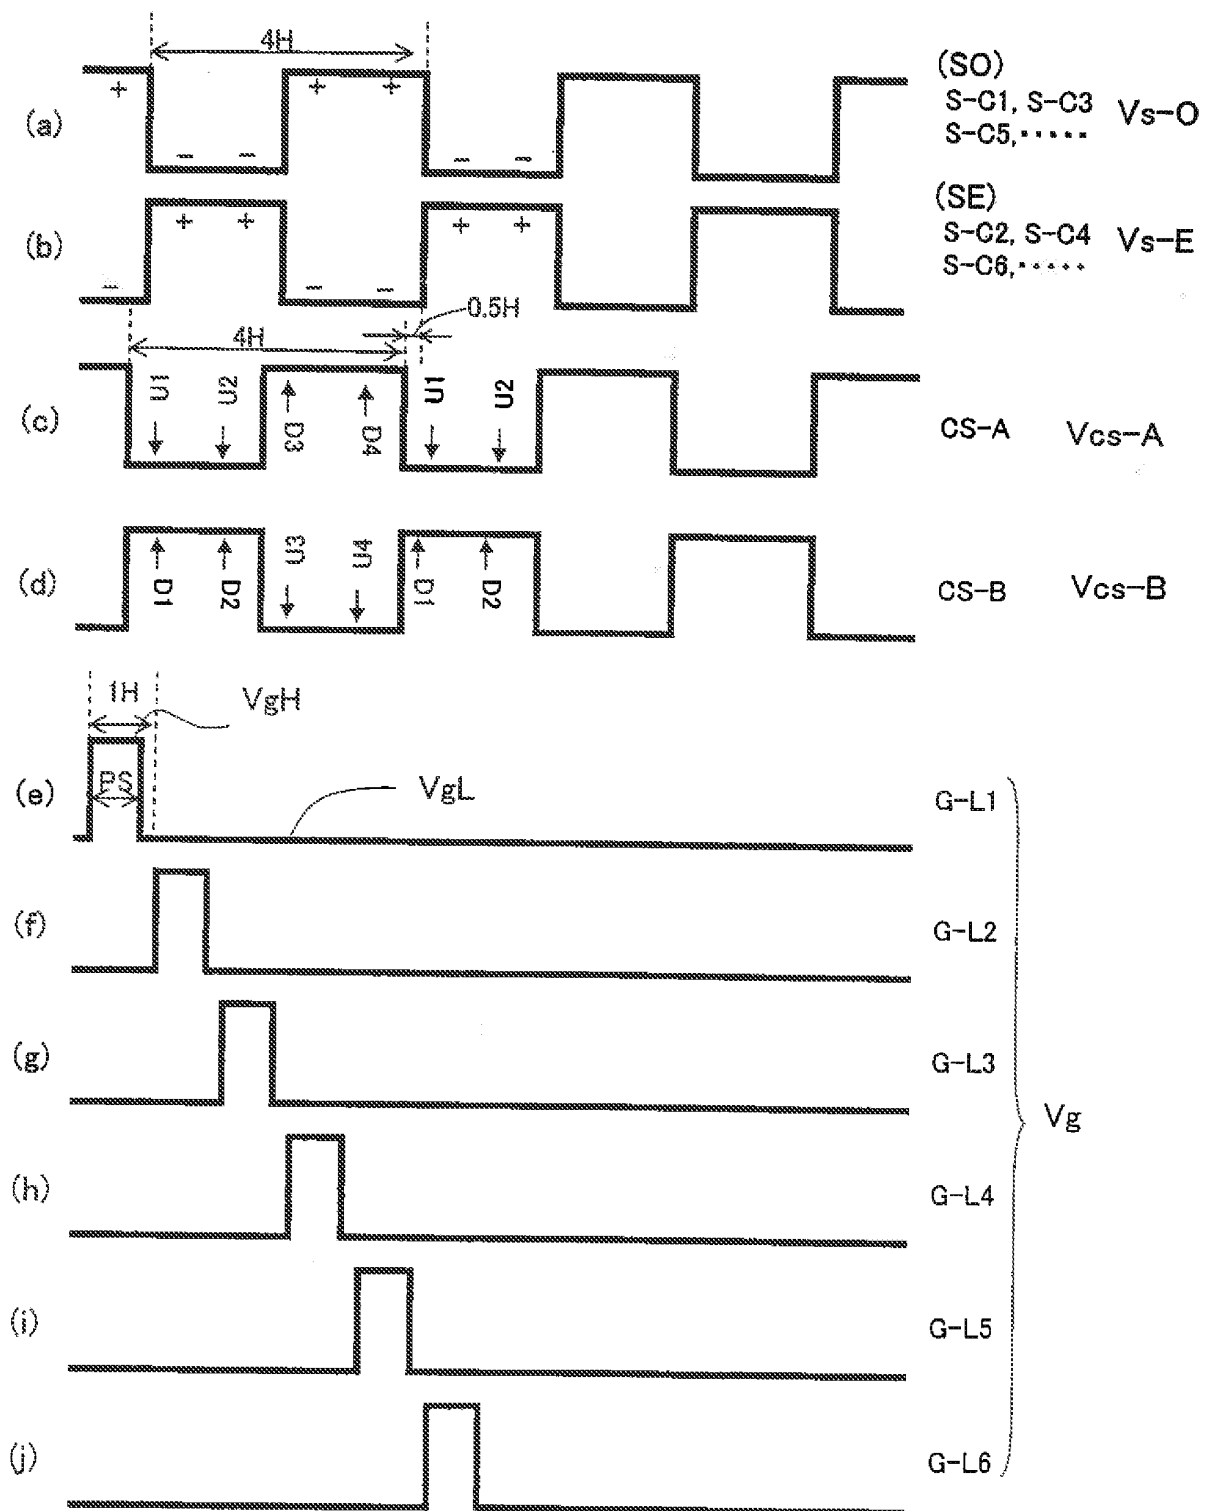 4H
(a)
+ − − + + − −
(SO)
S-C1, S-C3
S-C5,·····
Vs-O
(b)
− + + − − + +
(SE)
S-C2, S-C4
S-C6,·····
Vs-E
4H
0.5H
(c)
U1 U2 D3 D4 U1 U2
CS-A
Vcs-A
(d)
D1 D2 U3 U4 D1 D2
CS-B
Vcs-B
1H
VgH
(e)
PS
VgL
G-L1
(f)
G-L2
(g)
G-L3
Vg
(h)
G-L4
(i)
G-L5
(j)
G-L6